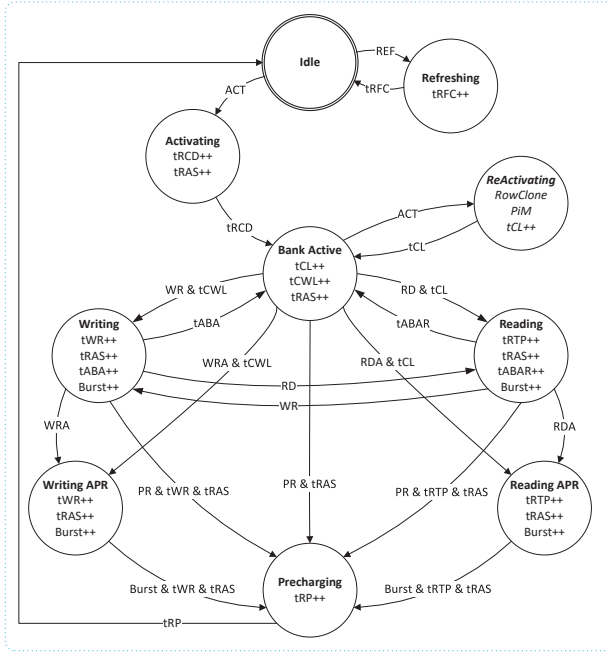 Idle
REF
Refreshing
tRFC++
tRFC
ACT
Activating
tRCD++
tRAS++
ReActivating
RowClone
PiM
tCL++
ACT
tRCD
tCL
Bank Active
tCL++
tCWL++
tRAS++
WR & tCWL
RD & tCL
tABA
tABAR
Writing
tWR++
tRAS++
tABA++
Burst++
Reading
tRTP++
tRAS++
tABAR++
Burst++
WRA & tCWL
RDA & tCL
RD
WR
WRA
RDA
Writing APR
tWR++
tRAS++
Burst++
PR & tWR & tRAS
PR & tRAS
PR & tRTP & tRAS
Reading APR
tRTP++
tRAS++
Burst++
Precharging
tRP++
Burst & tWR & tRAS
Burst & tRTP & tRAS
tRP